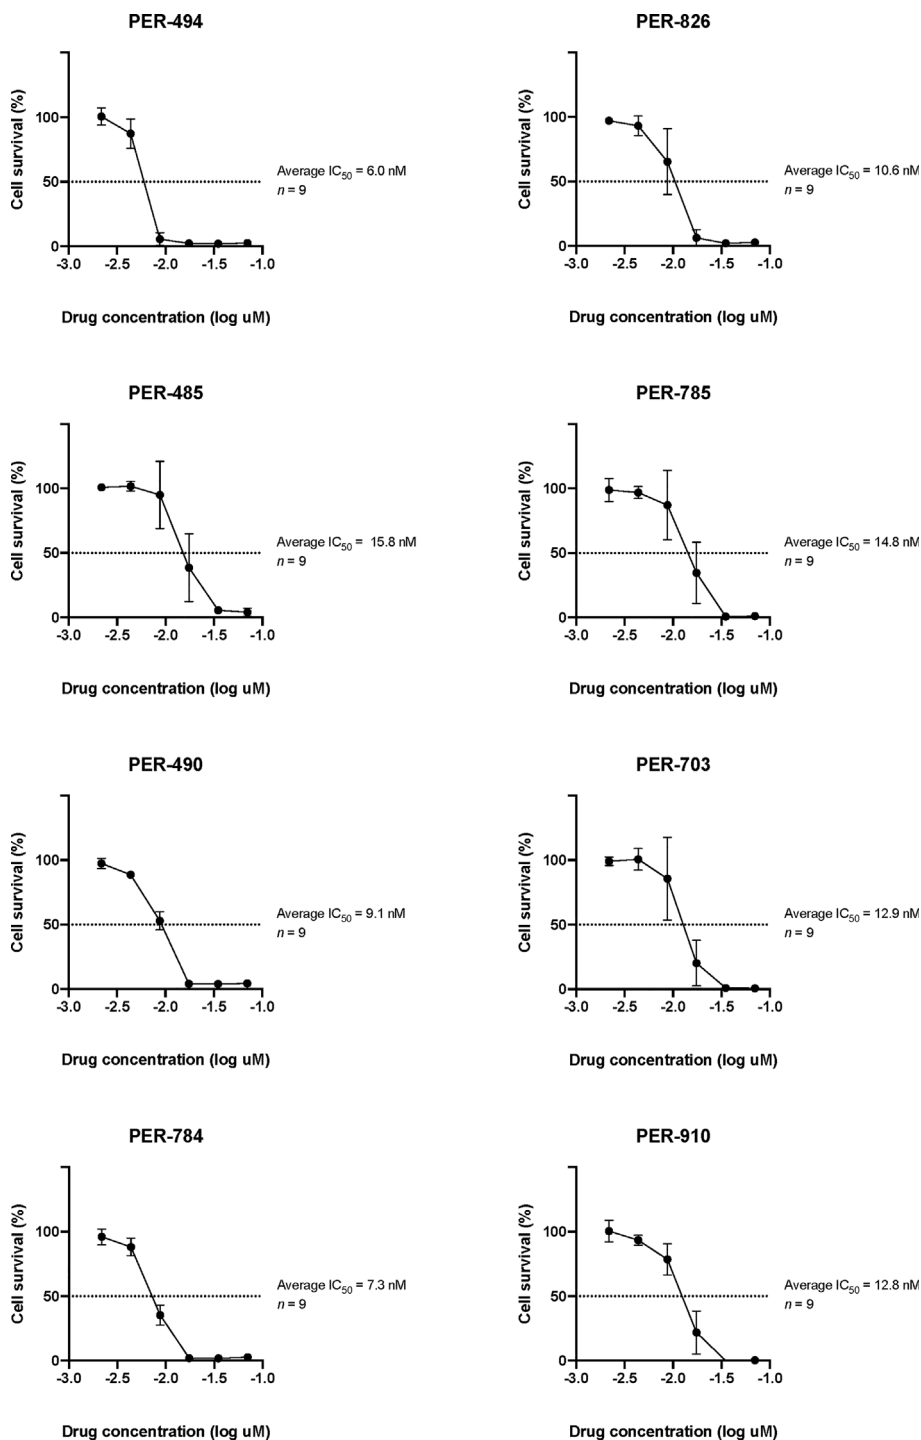 PER-494
Cell survival (%)
100
50
0
-3.0 -2.5 -2.0 -1.5 -1.0
Drug concentration (log uM)
Average IC50 = 6.0 nM
n = 9
PER-826
Cell survival (%)
100
50
0
-3.0 -2.5 -2.0 -1.5 -1.0
Drug concentration (log uM)
Average IC50 = 10.6 nM
n = 9
PER-485
Cell survival (%)
100
50
0
-3.0 -2.5 -2.0 -1.5 -1.0
Drug concentration (log uM)
Average IC50 = 15.8 nM
n = 9
PER-785
Cell survival (%)
100
50
0
-3.0 -2.5 -2.0 -1.5 -1.0
Drug concentration (log uM)
Average IC50 = 14.8 nM
n = 9
PER-490
Cell survival (%)
100
50
0
-3.0 -2.5 -2.0 -1.5 -1.0
Drug concentration (log uM)
Average IC50 = 9.1 nM
n = 9
PER-703
Cell survival (%)
100
50
0
-3.0 -2.5 -2.0 -1.5 -1.0
Drug concentration (log uM)
Average IC50 = 12.9 nM
n = 9
PER-784
Cell survival (%)
100
50
0
-3.0 -2.5 -2.0 -1.5 -1.0
Drug concentration (log uM)
Average IC50 = 7.3 nM
n = 9
PER-910
Cell survival (%)
100
50
0
-3.0 -2.5 -2.0 -1.5 -1.0
Drug concentration (log uM)
Average IC50 = 12.8 nM
n = 9